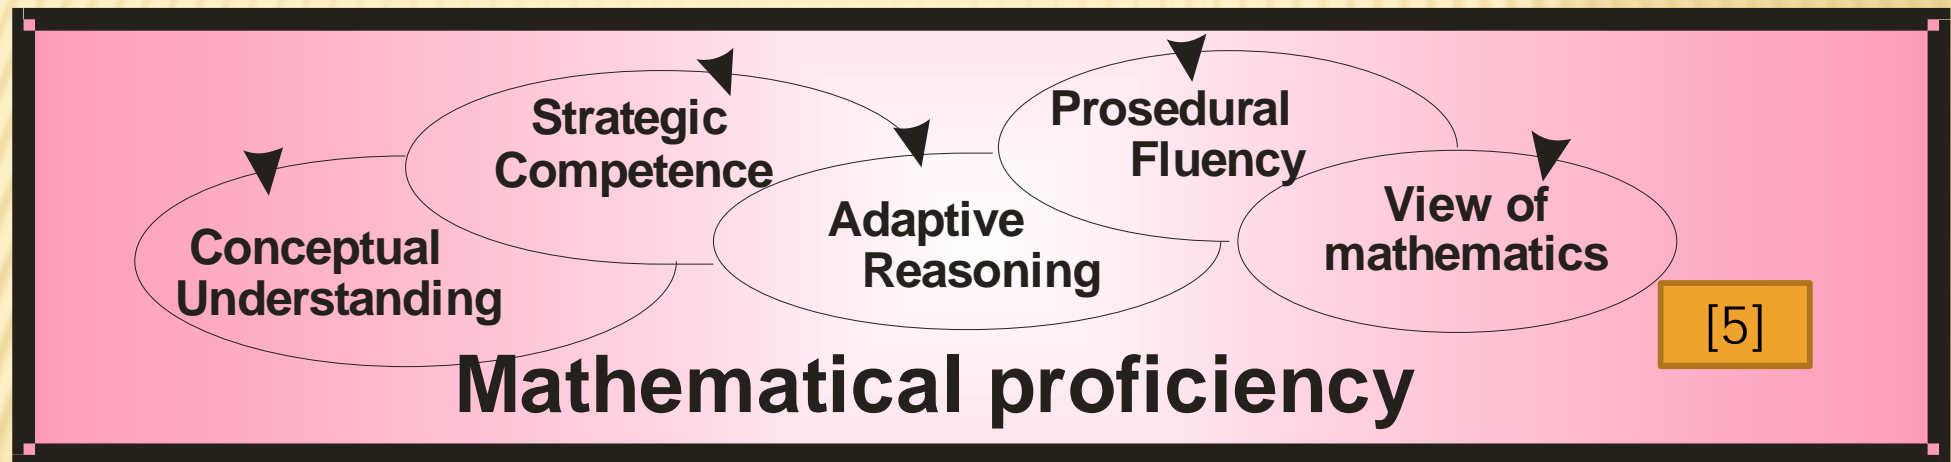 Conceptual
Understanding
Strategic
Competence
Adaptive
Reasoning
Prosedural
Fluency
View of
mathematics
[5]
Mathematical proficiency